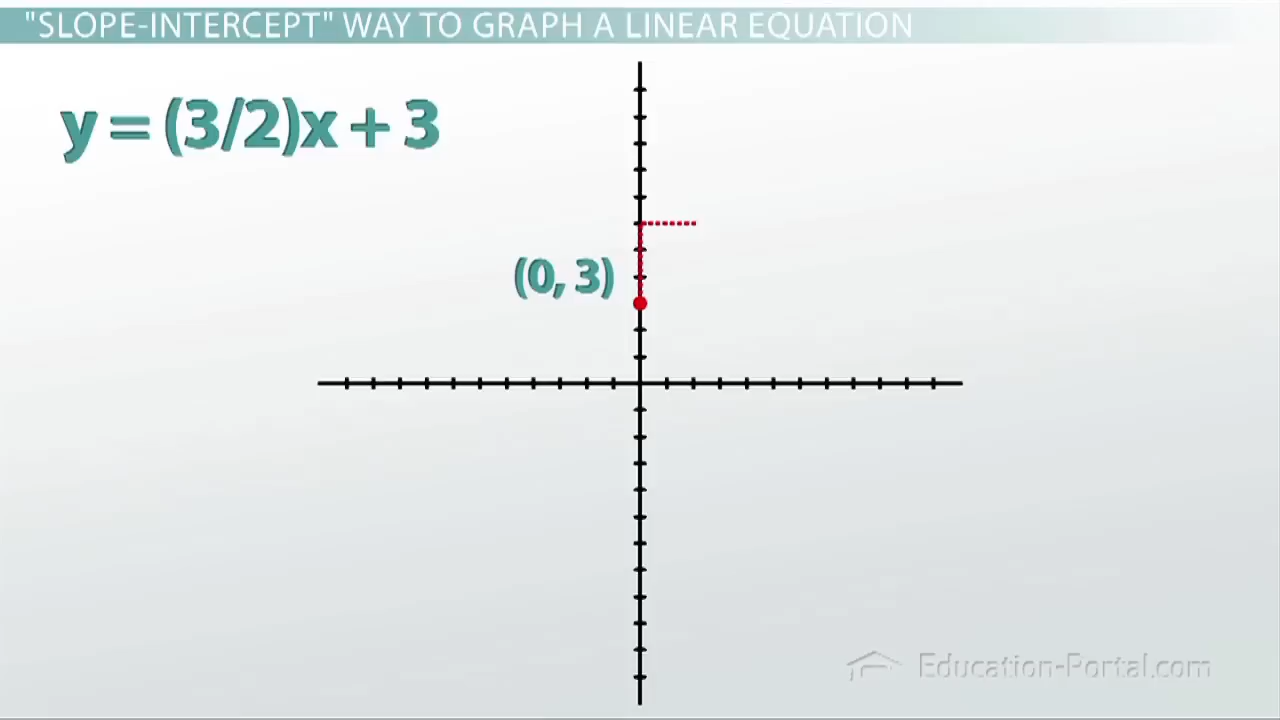 "SLOPE-INTERCEPT" WAY TO GRAPH A LINEAR EQUATION
y = (3/2)x + 3
(0, 3)
Education-Portal.com